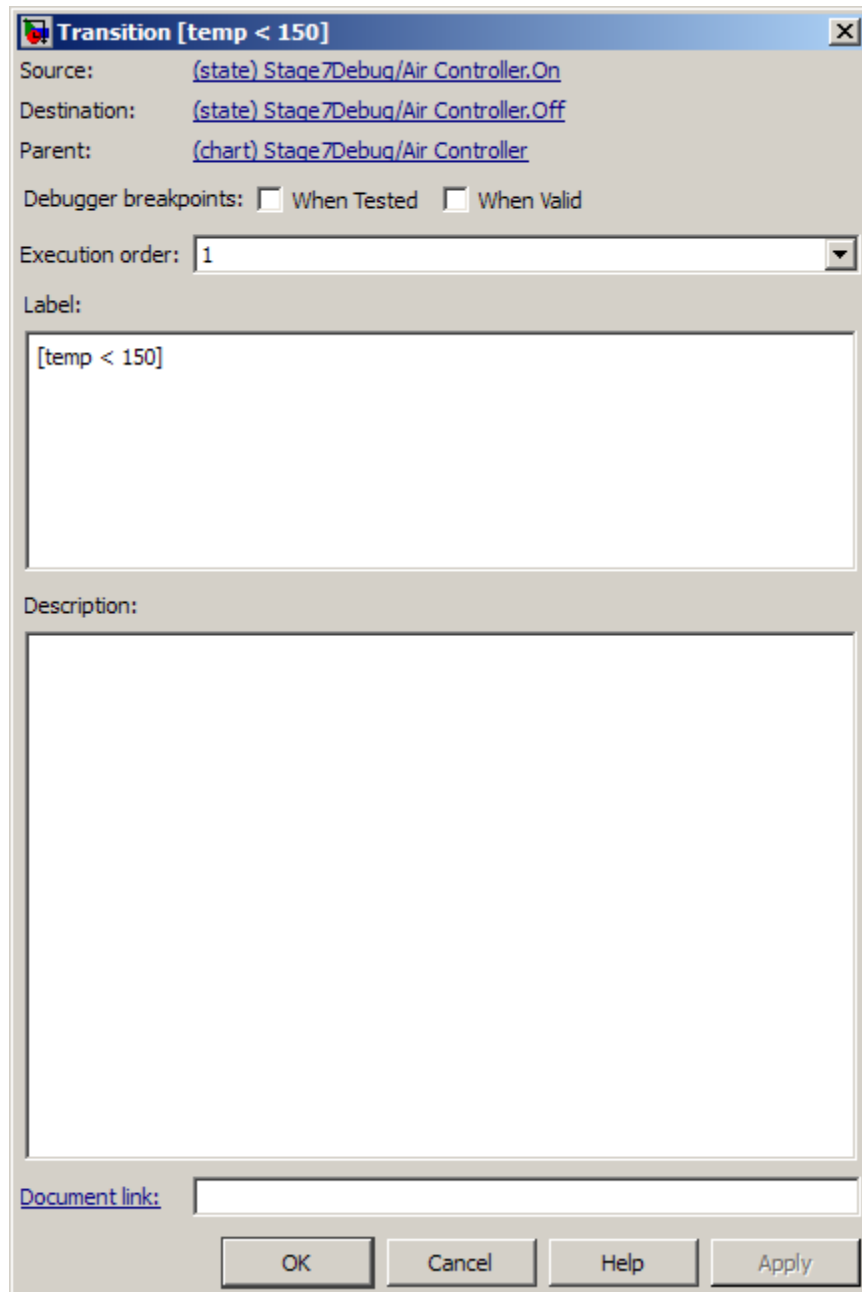 Transition [temp < 150]
Source: (state) Stage7Debug/Air Controller.On
Destination: (state) Stage7Debug/Air Controller.Off
Parent: (chart) Stage7Debug/Air Controller
Debugger breakpoints: When Tested When Valid
Execution order: 1
Label:
[temp < 150]
Description:
Document link:
OK Cancel Help Apply